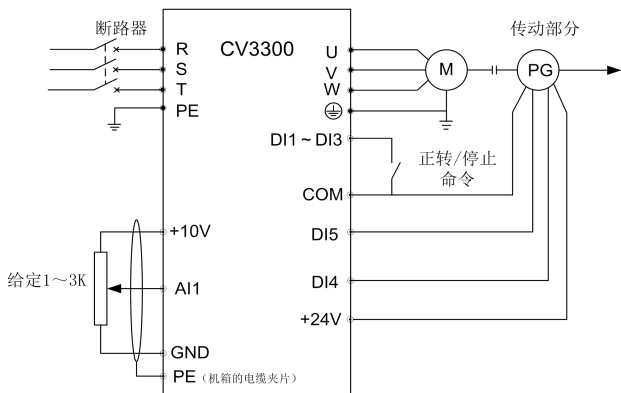 断路器
传动部分
R
S
T
PE
CV3300
U
V
W
M
PG
DI1～DI3
正转/停止
命令
COM
+10V
DI5
给定1～3K
AI1
DI4
+24V
GND
PE（机箱的电缆夹片）